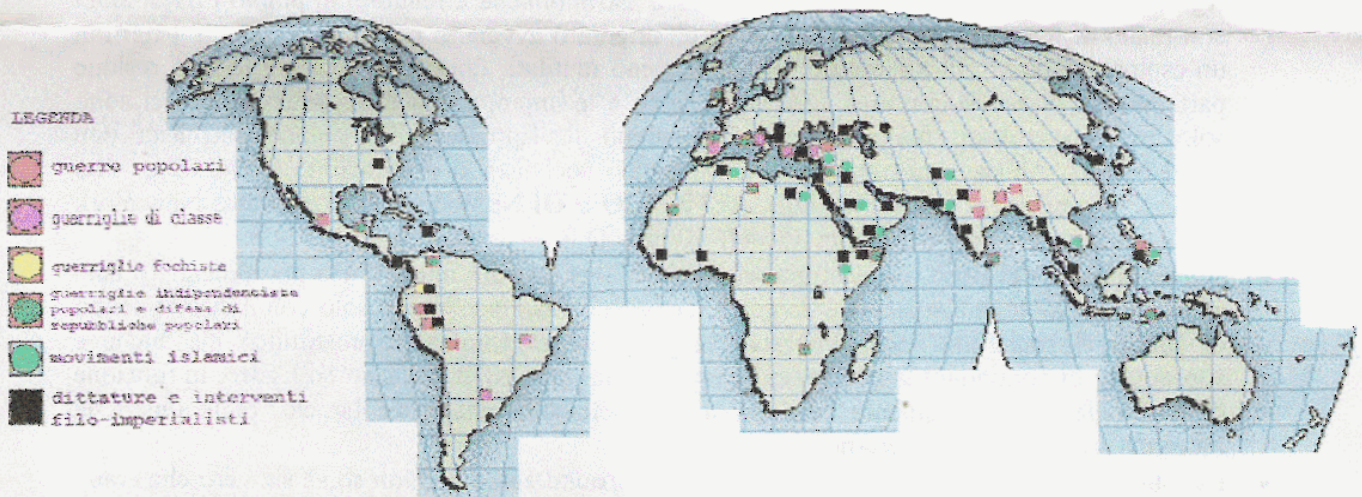 LEGENDA
guerre popolari
guerriglie di classe
guerriglie fochiste
guerriglie indipendentiste
popolari e difesa di
repubbliche popolari
movimenti islamici
dittature e interventi
filo-imperialisti